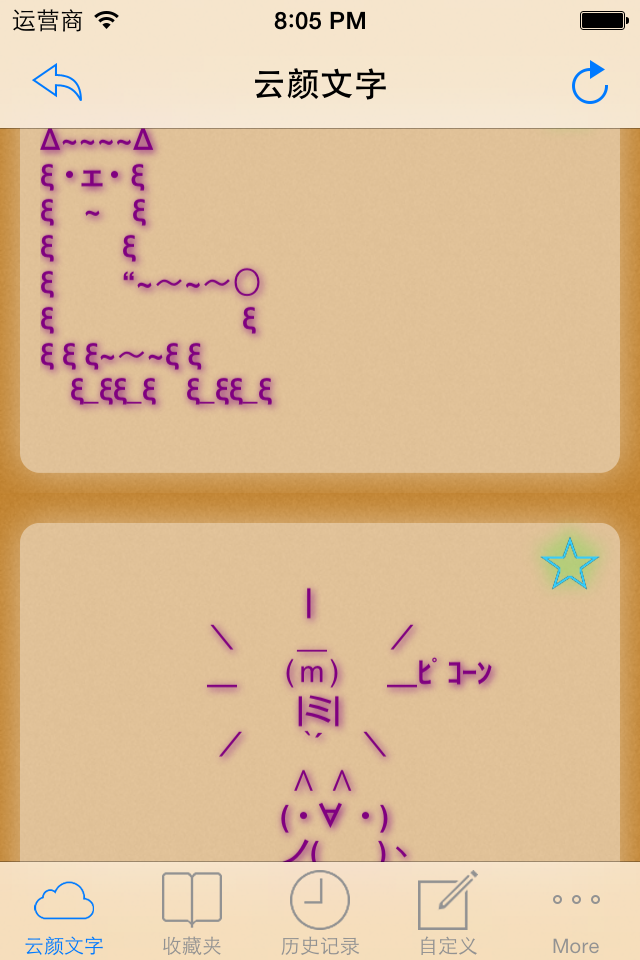 运营商 8:05 PM
云颜文字
Δ~~~~Δ
ξ・ェ・ξ
ξ ~ ξ
ξ ξ
ξ “~～~～〇
ξ ξ
ξ ξ ξ~～~ξ ξ
ξ_ξξ_ξ ξ_ξξ_ξ
|
＼ ＿ ／
＿ (m) ＿ﾋﾟｺｰﾝ
|ミ|
／ `´ ＼
∧ ∧
(・∀・)
ノ( )ヽ
云颜文字 收藏夹 历史记录 自定义 More